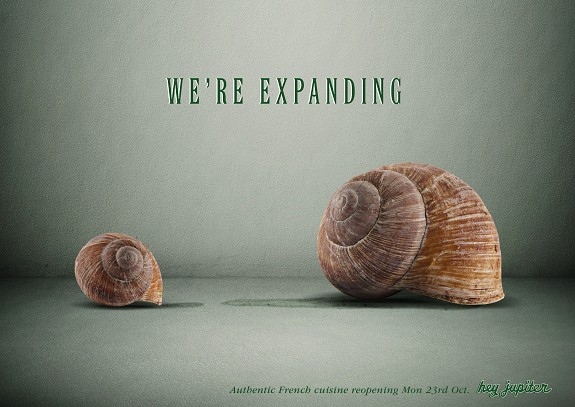 WE'RE EXPANDING
Authentic French cuisine reopening Mon 23rd Oct. hey jupiter